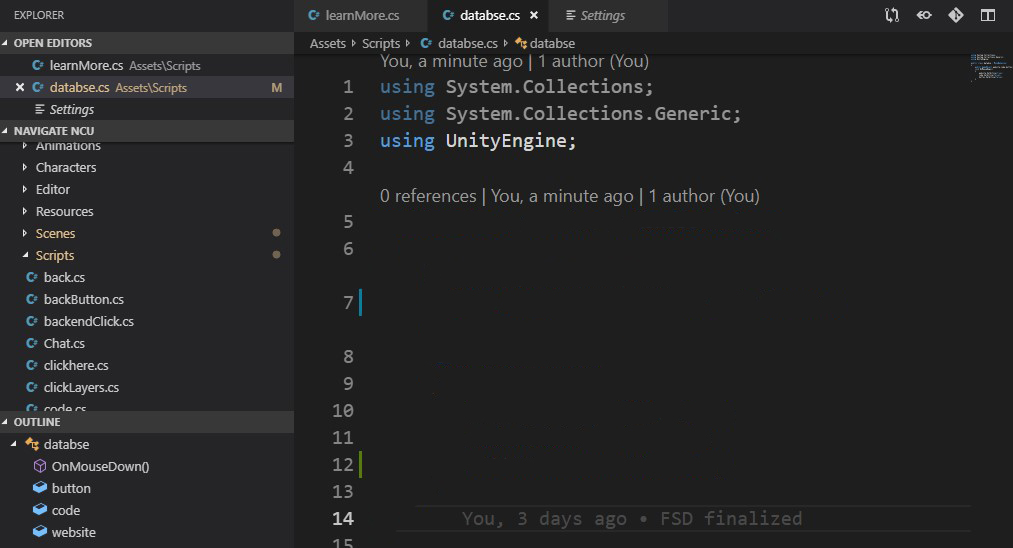 EXPLORER
OPEN EDITORS
learnMore.cs Assets\Scripts
databse.cs Assets\Scripts M
Settings
NAVIGATE NCU
Animations
Characters
Editor
Resources
Scenes
Scripts
back.cs
backButton.cs
backendClick.cs
Chat.cs
clickhere.cs
clickLayers.cs
code.cs
OUTLINE
databse
OnMouseDown()
button
code
website
learnMore.cs databse.cs Settings
Assets Scripts databse.cs databse
You, a minute ago | 1 author (You)
1 using System.Collections;
2 using System.Collections.Generic;
3 using UnityEngine;
4
0 references | You, a minute ago | 1 author (You)
5
6
7
8
9
10
11
12
13
14 You, 3 days ago • FSD finalized
15